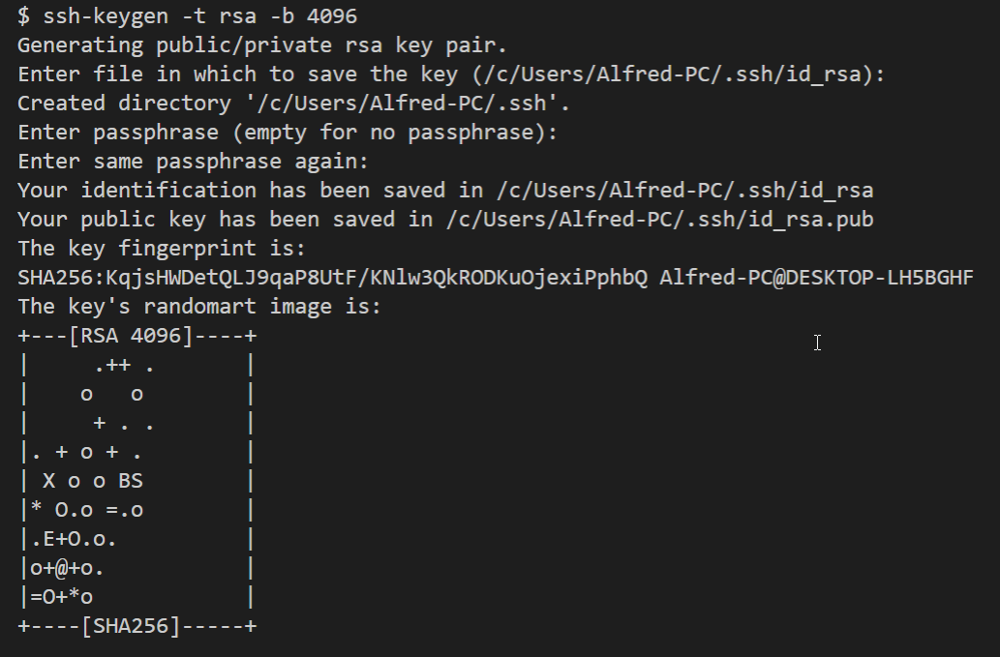 $ ssh-keygen -t rsa -b 4096
Generating public/private rsa key pair.
Enter file in which to save the key (/c/Users/Alfred-PC/.ssh/id_rsa):
Created directory '/c/Users/Alfred-PC/.ssh'.
Enter passphrase (empty for no passphrase):
Enter same passphrase again:
Your identification has been saved in /c/Users/Alfred-PC/.ssh/id_rsa
Your public key has been saved in /c/Users/Alfred-PC/.ssh/id_rsa.pub
The key fingerprint is:
SHA256:KqjsHWDetQLJ9qaP8UtF/KNlw3QkRODKuOjexiPphbQ Alfred-PC@DESKTOP-LH5BGHF
The key's randomart image is:
+---[RSA 4096]----+
|     .++ .       |
|    o   o        |
|     + . .       |
|. + o + .        |
| X o o BS        |
|* O.o =.o        |
|.E+O.o.          |
|o+@+o.           |
|=O+*o            |
+----[SHA256]-----+